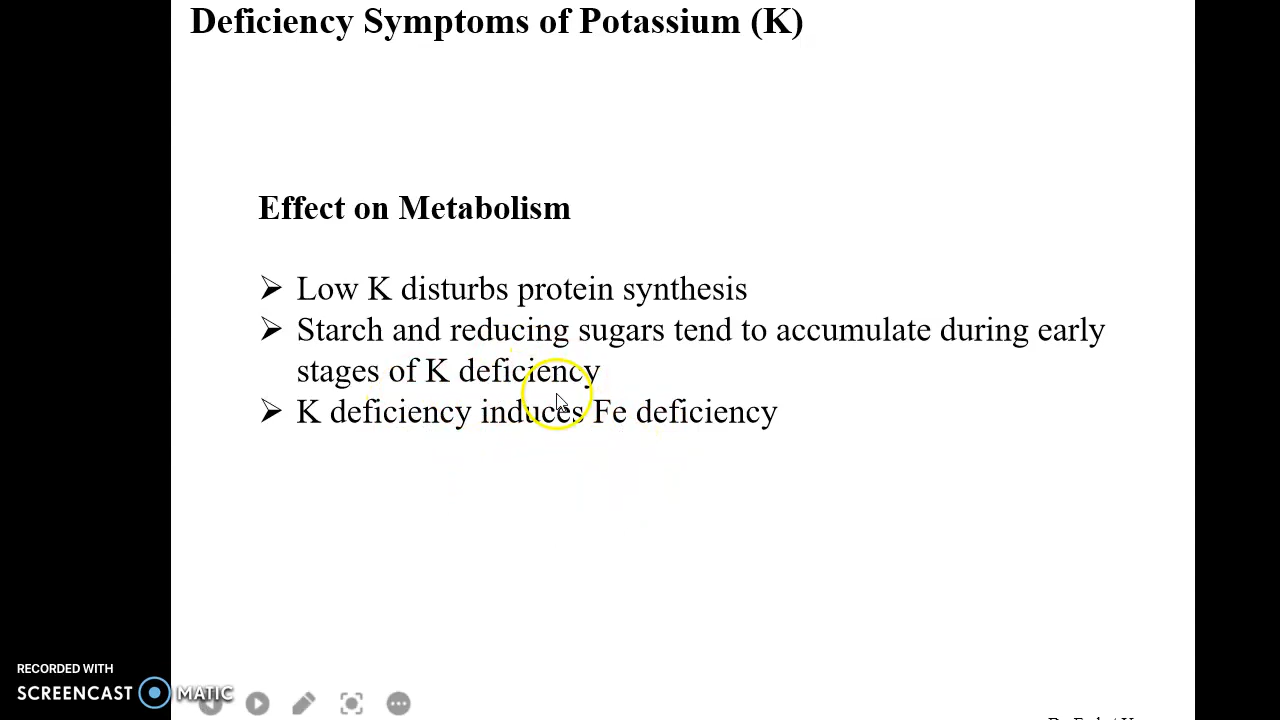 Deficiency Symptoms of Potassium (K)
Effect on Metabolism
➢ Low K disturbs protein synthesis
➢ Starch and reducing sugars tend to accumulate during early
stages of K deficiency
➢ K deficiency induces Fe deficiency
RECORDED WITH
SCREENCAST MATIC